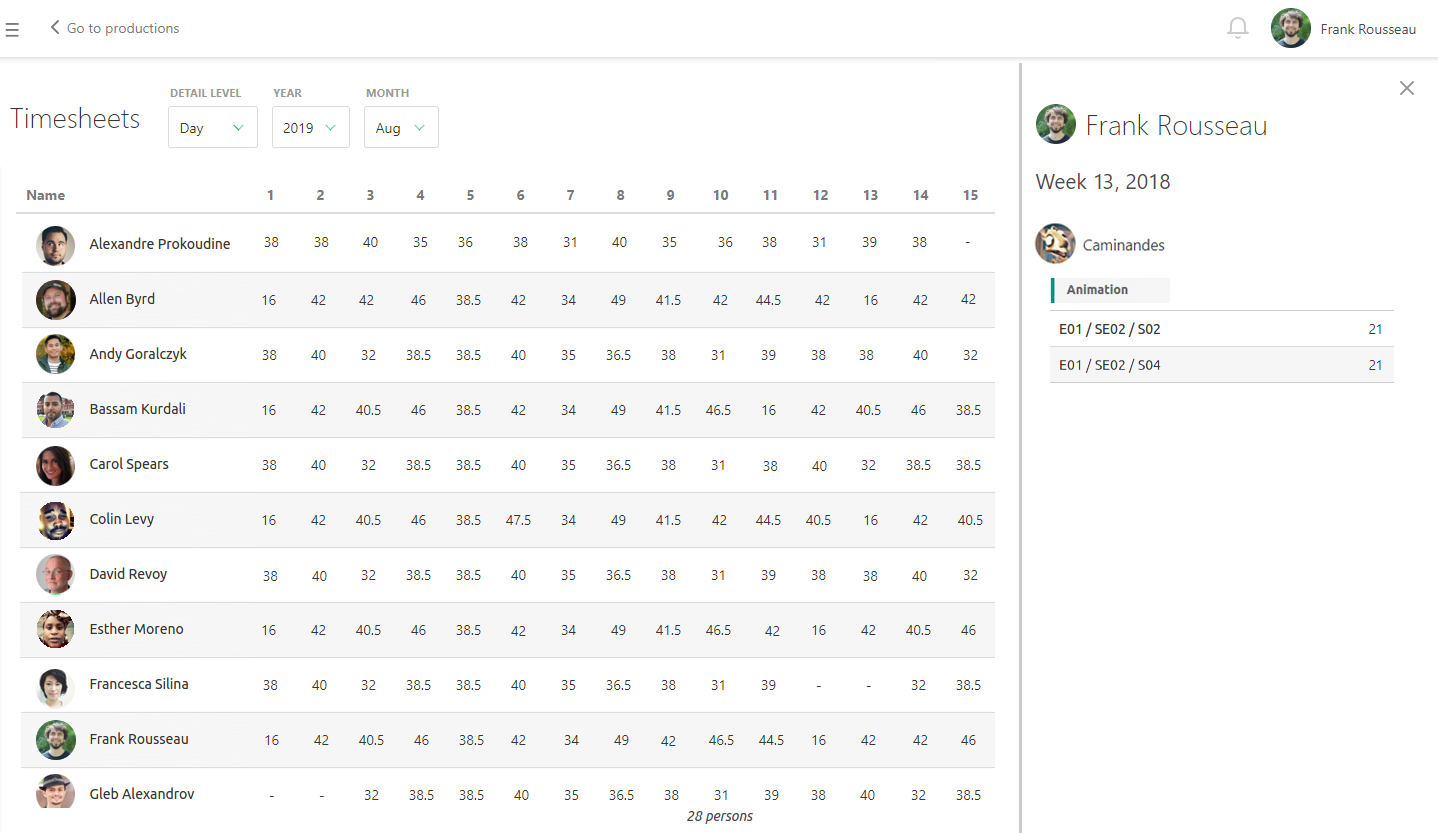 Go to productions
Frank Rousseau
Timesheets
DETAIL LEVEL YEAR MONTH
Day 2019 Aug
Name 1 2 3 4 5 6 7 8 9 10 11 12 13 14 15
Alexandre Prokoudine 38 38 40 35 36 38 31 40 35 36 38 31 39 38 -
Allen Byrd 16 42 42 46 38.5 42 34 49 41.5 42 44.5 42 16 42 42
Andy Goralczyk 38 40 32 38.5 38.5 40 35 36.5 38 31 39 38 38 40 32
Bassam Kurdali 16 42 40.5 46 38.5 42 34 49 41.5 46.5 16 42 40.5 46 38.5
Carol Spears 38 40 32 38.5 38.5 40 35 36.5 38 31 38 40 32 38.5 38.5
Colin Levy 16 42 40.5 46 38.5 47.5 34 49 41.5 42 44.5 40.5 16 42 40.5
David Revoy 38 40 32 38.5 38.5 40 35 36.5 38 31 39 38 38 40 32
Esther Moreno 16 42 40.5 46 38.5 42 34 49 41.5 46.5 42 16 42 40.5 46
Francesca Silina 38 40 32 38.5 38.5 40 35 36.5 38 31 39 - - 32 38.5
Frank Rousseau 16 42 40.5 46 38.5 42 34 49 42 46.5 44.5 16 42 42 46
Gleb Alexandrov - - 32 38.5 38.5 40 35 36.5 38 31 39 38 40 32 38.5
28 persons
Frank Rousseau
Week 13, 2018
Caminandes
Animation
E01 / SE02 / S02 21
E01 / SE02 / S04 21